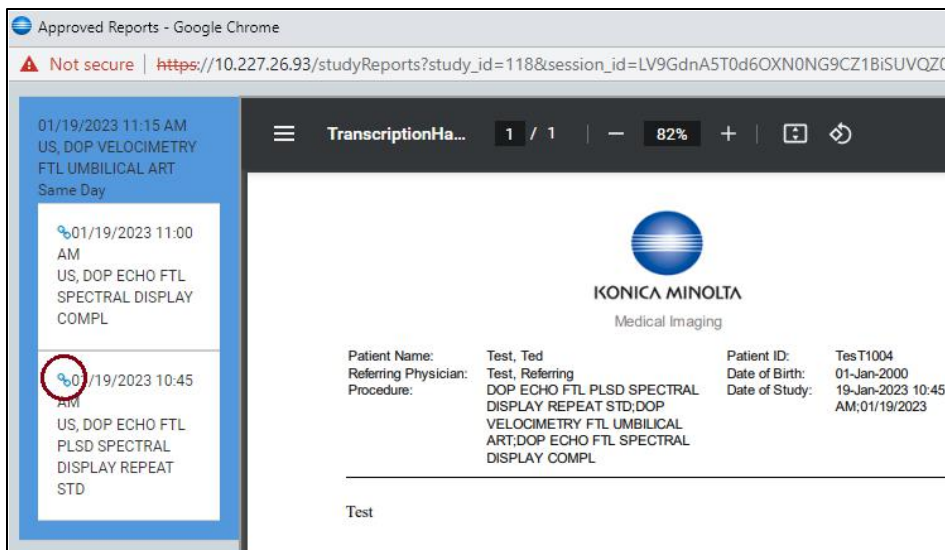 Approved Reports - Google Chrome
Not secure | https://10.227.26.93/studyReports?study_id=118&session_id=LV9GdnA5T0d6OXN0NG9CZ1BiSUVQZ0
01/19/2023 11:15 AM
US, DOP VELOCIMETRY
FTL UMBILICAL ART
Same Day
01/19/2023 11:00
AM
US, DOP ECHO FTL
SPECTRAL DISPLAY
COMPL
01/19/2023 10:45
AM
US, DOP ECHO FTL
PLSD SPECTRAL
DISPLAY REPEAT
STD
TranscriptionHa... 1 / 1 | — 82% + |
KONICA MINOLTA
Medical Imaging
Patient Name: Test, Ted Patient ID: TesT1004
Referring Physician: Test, Referring Date of Birth: 01-Jan-2000
Procedure: DOP ECHO FTL PLSD SPECTRAL Date of Study: 19-Jan-2023 10:45
DISPLAY REPEAT STD;DOP AM;01/19/2023
VELOCIMETRY FTL UMBILICAL
ART;DOP ECHO FTL SPECTRAL
DISPLAY COMPL
Test